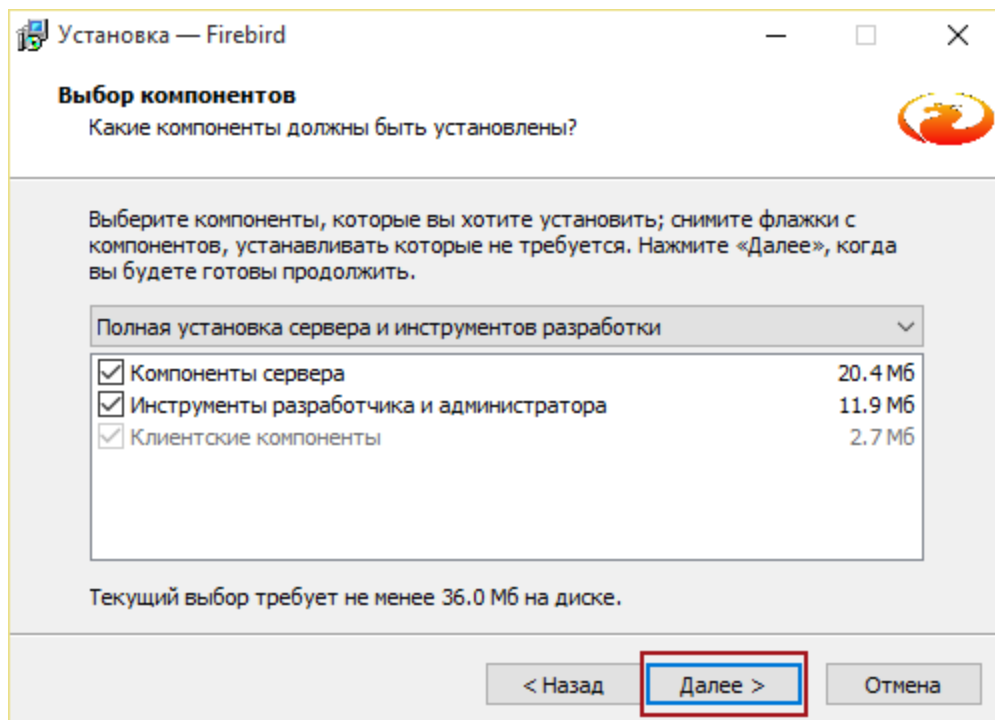 Установка — Firebird
Выбор компонентов
Какие компоненты должны быть установлены?
Выберите компоненты, которые вы хотите установить; снимите флажки с
компонентов, устанавливать которые не требуется. Нажмите «Далее», когда
вы будете готовы продолжить.
Полная установка сервера и инструментов разработки
Компоненты сервера 20.4 Мб
Инструменты разработчика и администратора 11.9 Мб
Клиентские компоненты 2.7 Мб
Текущий выбор требует не менее 36.0 Мб на диске.
< Назад Далее > Отмена